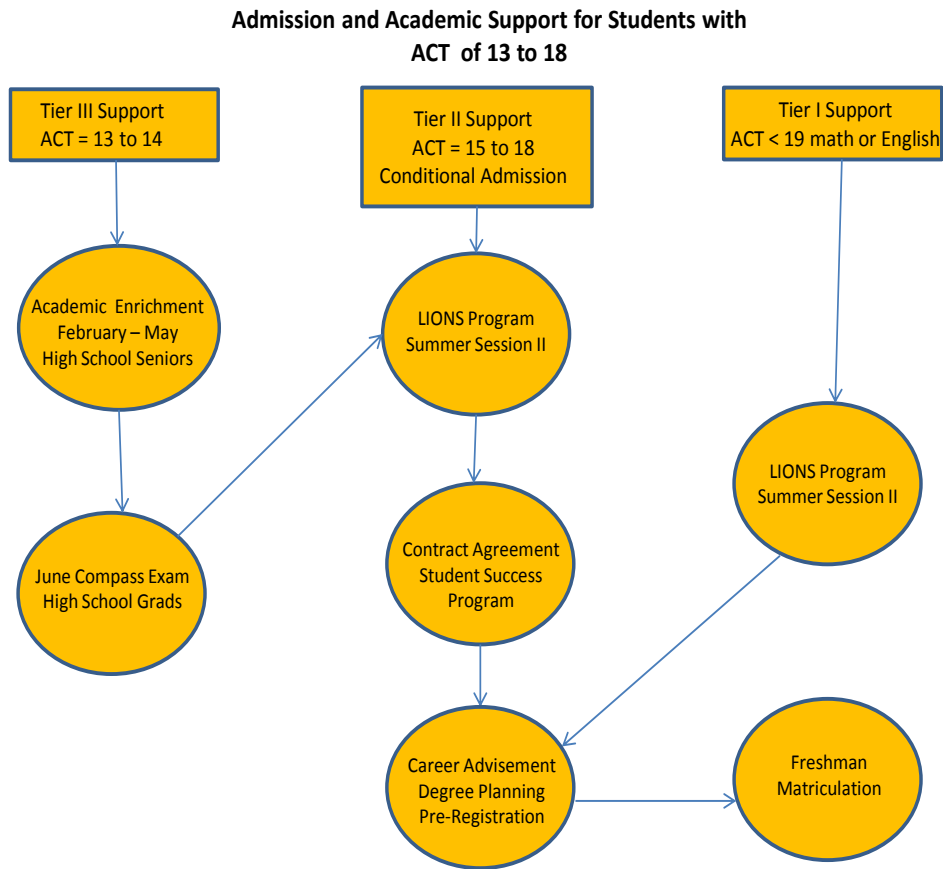 Admission and Academic Support for Students with
ACT of 13 to 18
Tier III Support
ACT = 13 to 14
Tier II Support
ACT = 15 to 18
Conditional Admission
Tier I Support
ACT < 19 math or English
Academic Enrichment
February – May
High School Seniors
LIONS Program
Summer Session II
LIONS Program
Summer Session II
June Compass Exam
High School Grads
Contract Agreement
Student Success
Program
Career Advisement
Degree Planning
Pre-Registration
Freshman
Matriculation